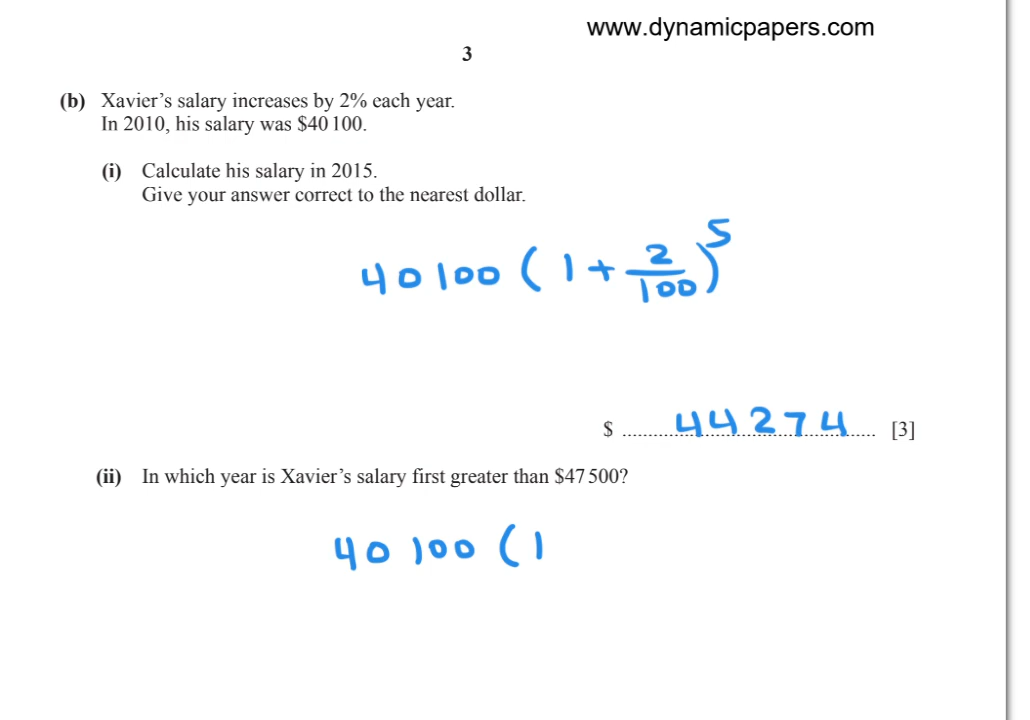 www.dynamicpapers.com
3
(b) Xavier’s salary increases by 2% each year.
In 2010, his salary was $40 100.
(i) Calculate his salary in 2015.
Give your answer correct to the nearest dollar.
40100 ( 1 + 2/100 )^5
$ ...... 44274 ...... [3]
(ii) In which year is Xavier’s salary first greater than $47 500?
40100 ( 1